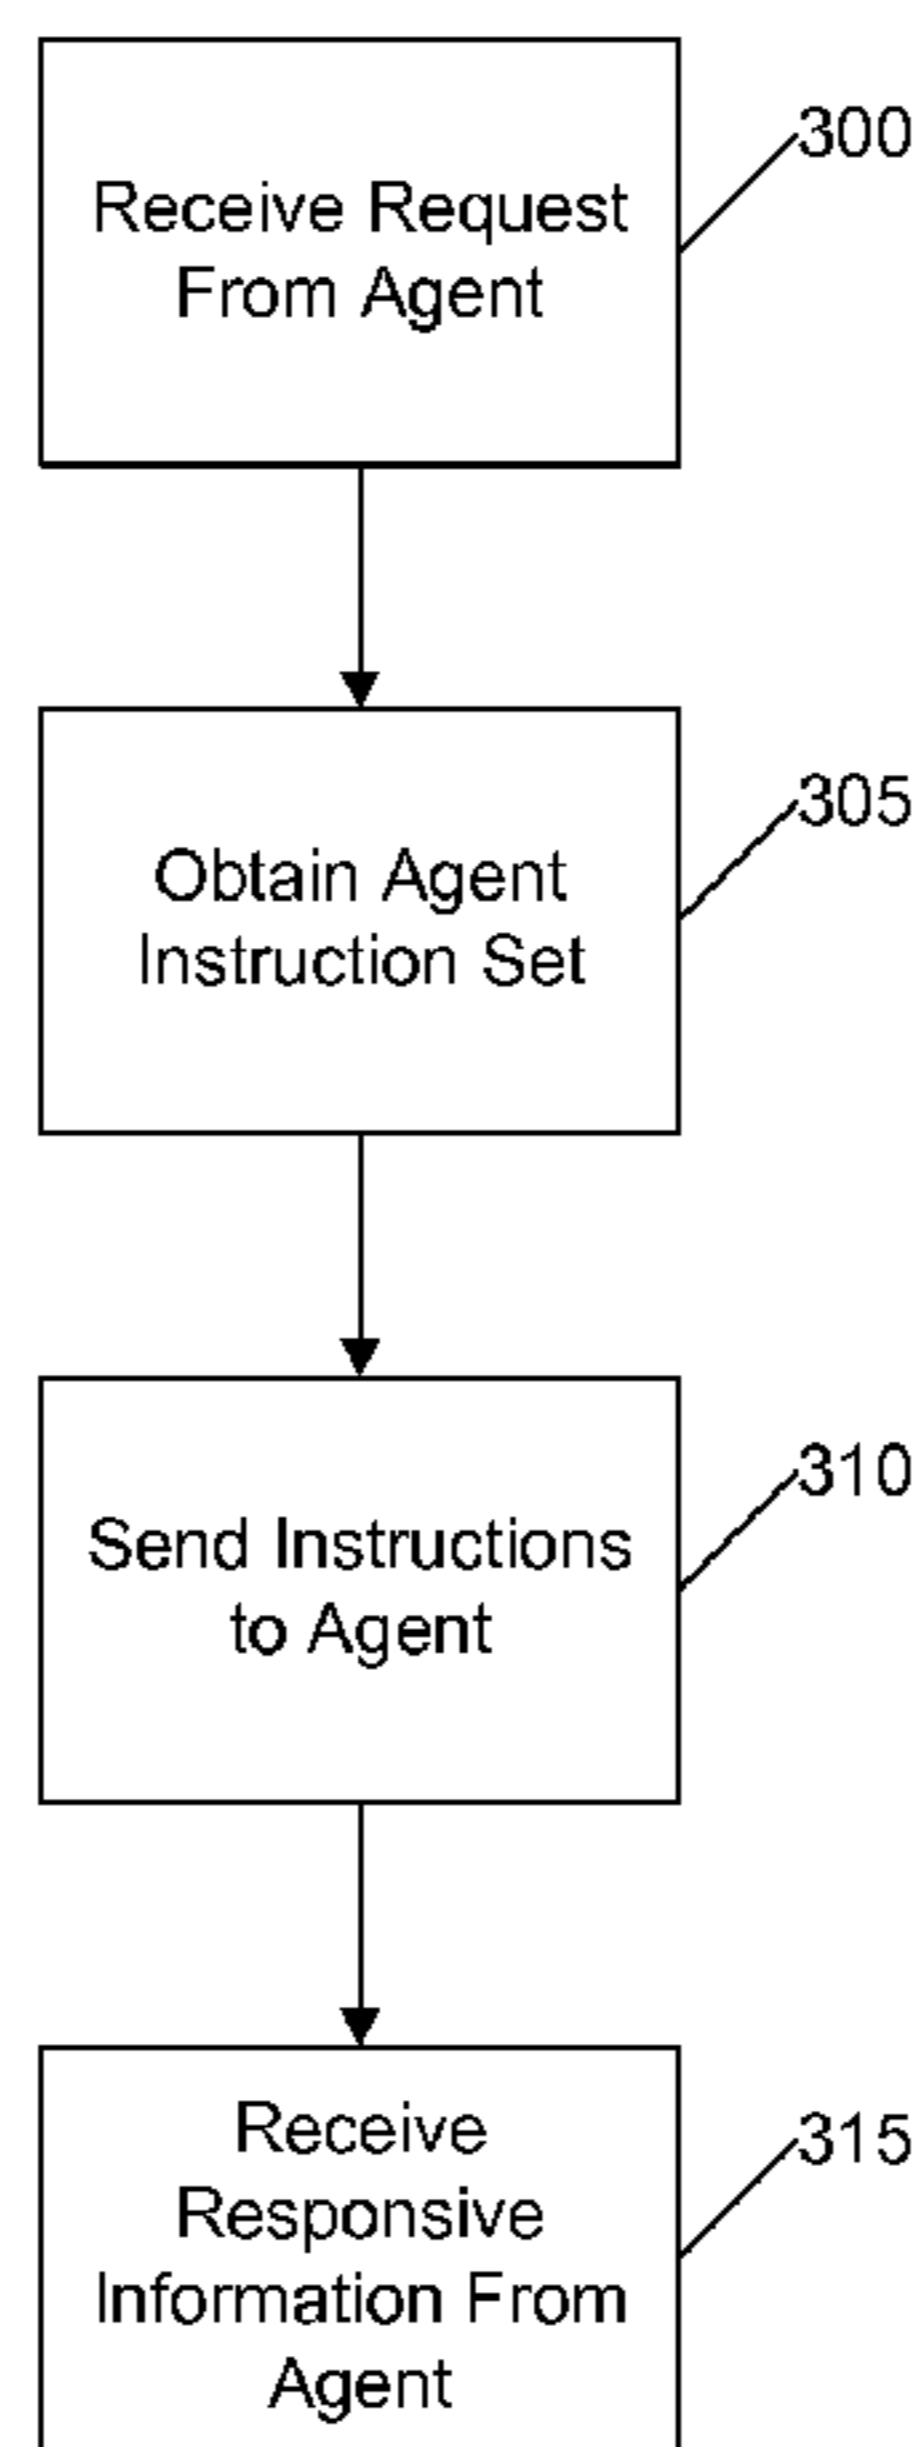 Receive Request
From Agent
300
Obtain Agent
Instruction Set
305
Send Instructions
to Agent
310
Receive
Responsive
Information From
Agent
315